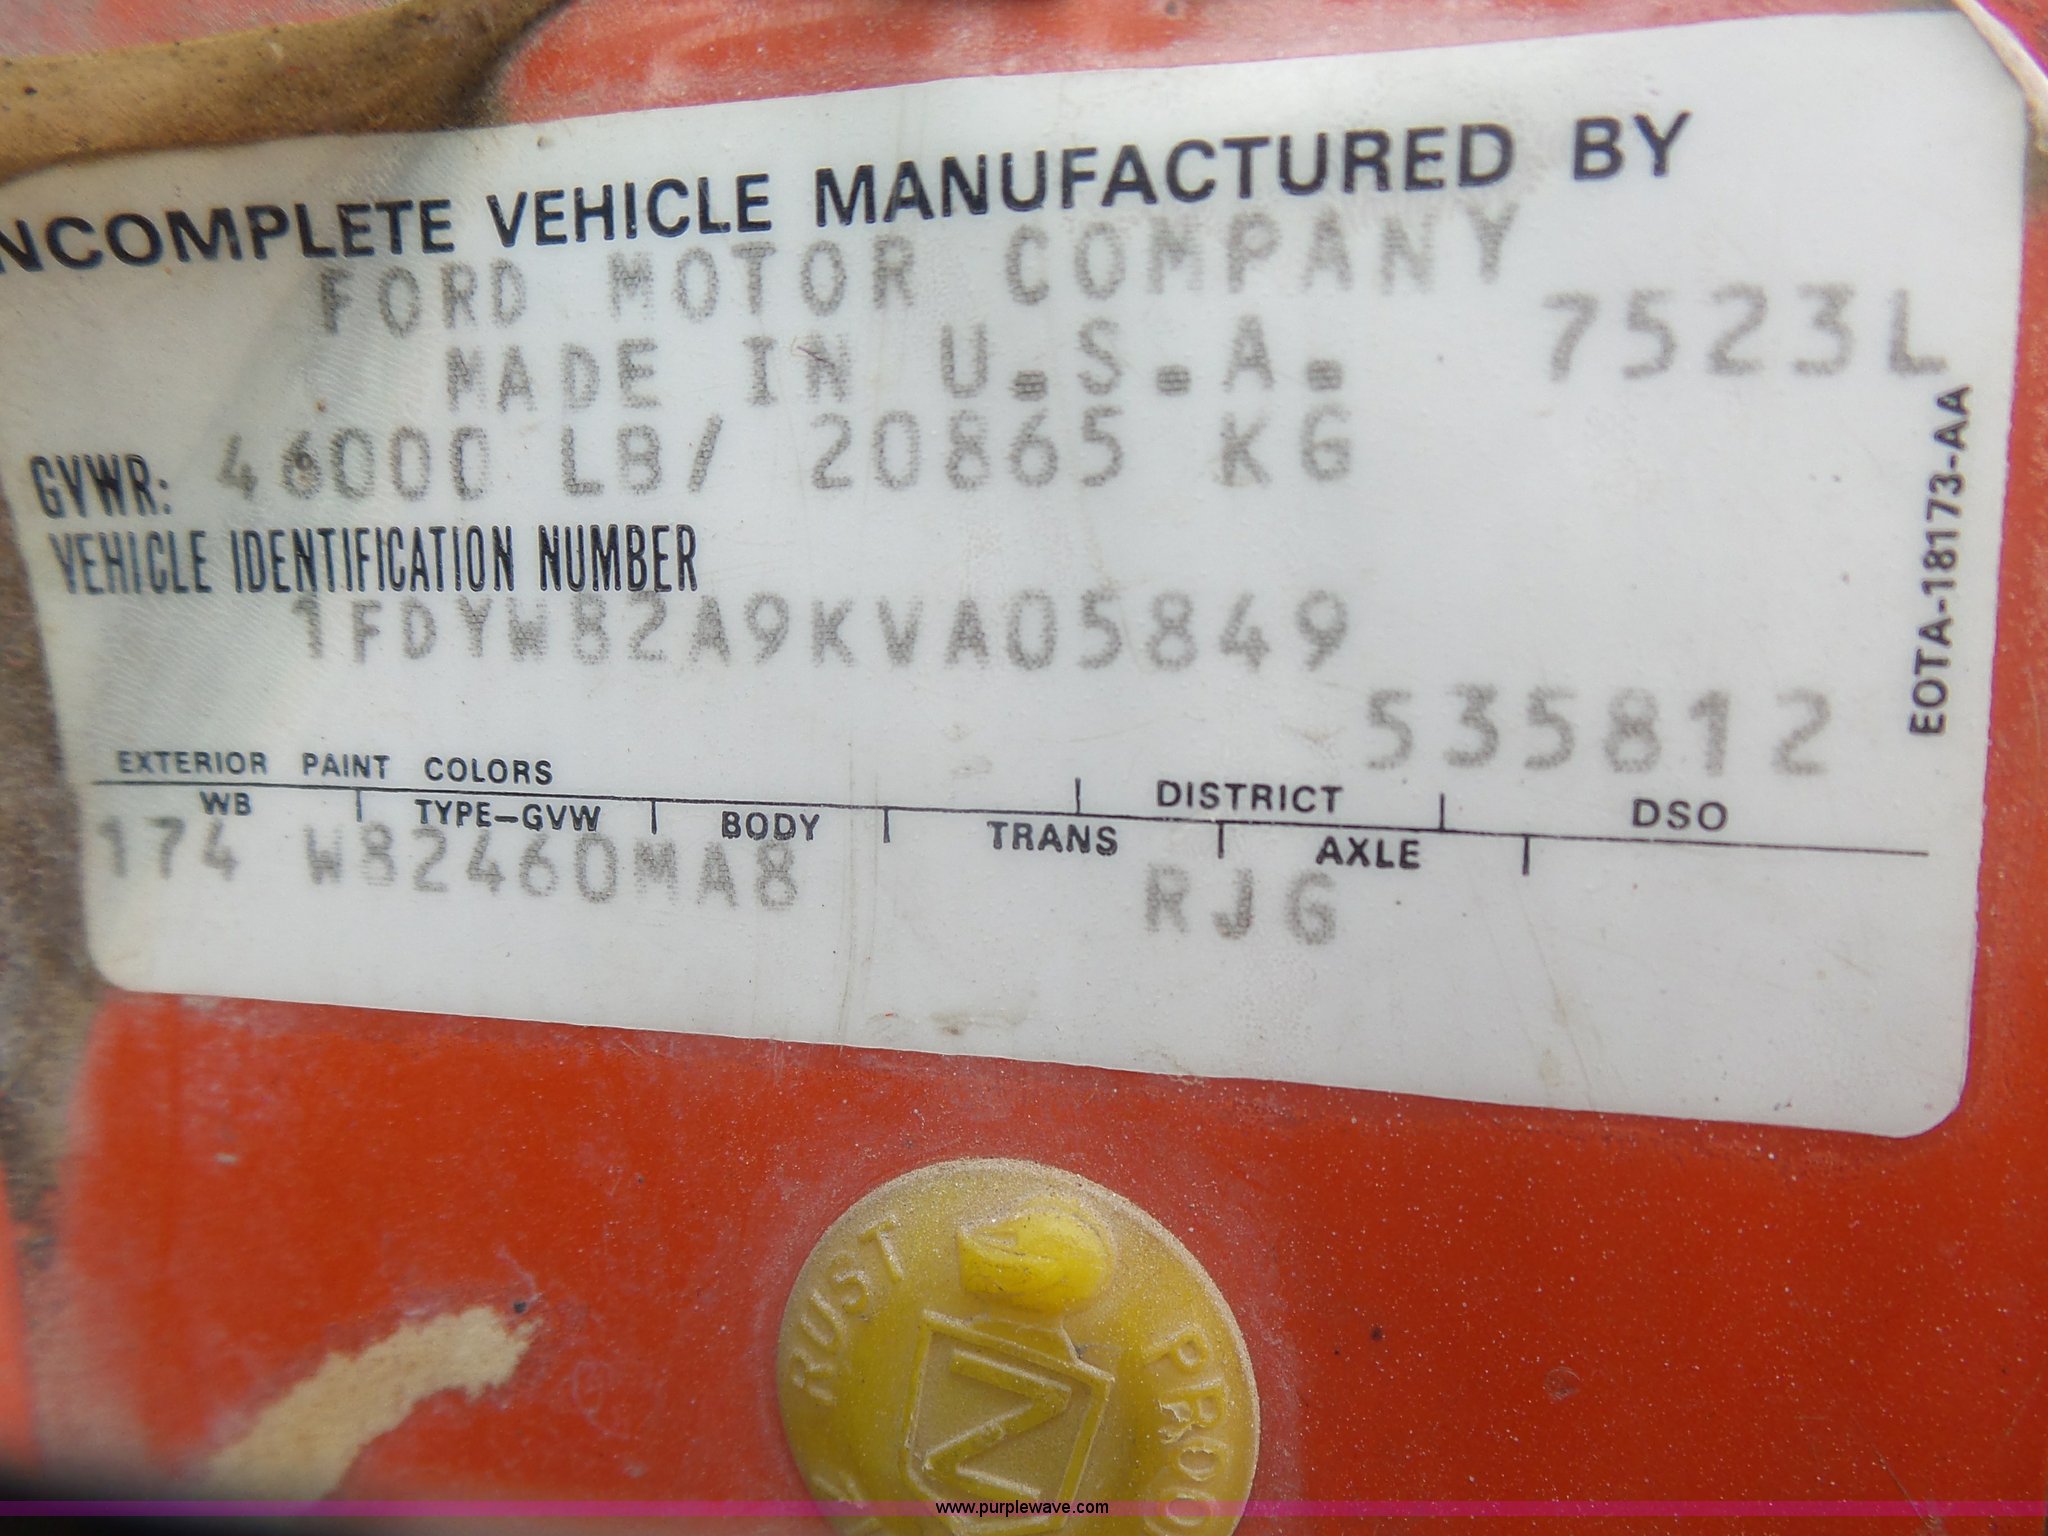 NCOMPLETE VEHICLE MANUFACTURED BY
FORD MOTOR COMPANY
MADE IN U.S.A. 7523L
GVWR: 46000 LB/ 20865 KG
VEHICLE IDENTIFICATION NUMBER
1FDYW82A9KVA05849
535812
EOTA-18173-AA
EXTERIOR PAINT COLORS DISTRICT DSO
WB TYPE-GVW BODY TRANS AXLE
174 W82460MA8 RJG
RUST
PROO
www.purplewave.com